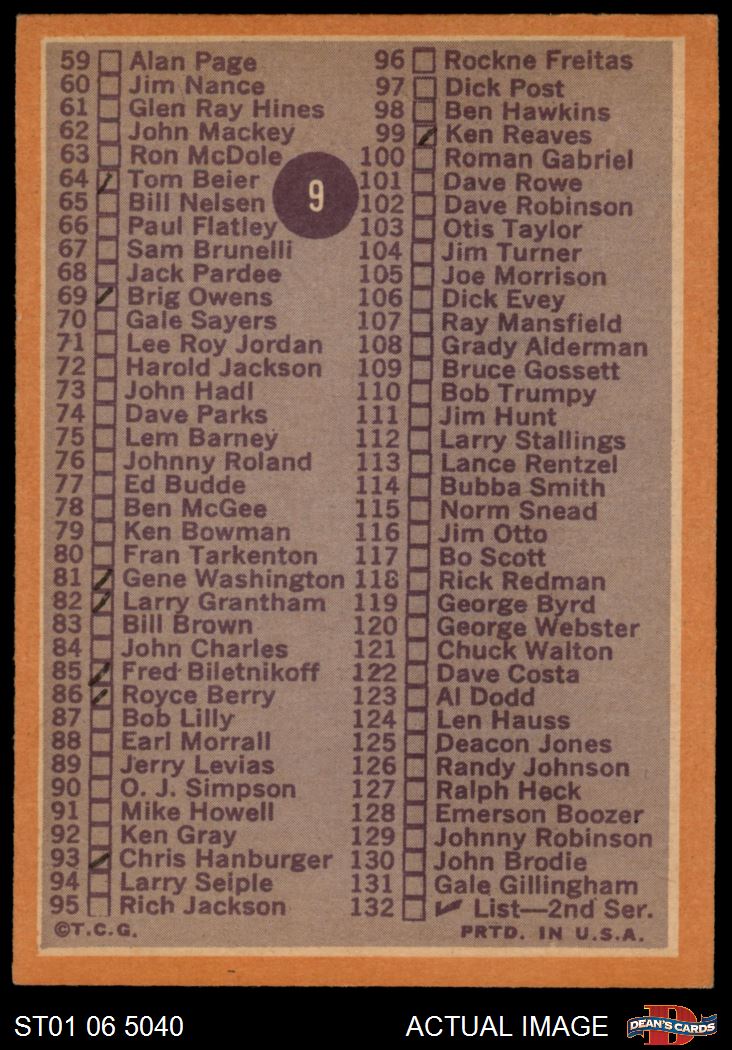 59 Alan Page
60 Jim Nance
61 Glen Ray Hines
62 John Mackey
63 Ron McDole
64 Tom Beier
65 Bill Nelsen
66 Paul Flatley
67 Sam Brunelli
68 Jack Pardee
69 Brig Owens
70 Gale Sayers
71 Lee Roy Jordan
72 Harold Jackson
73 John Hadl
74 Dave Parks
75 Lem Barney
76 Johnny Roland
77 Ed Budde
78 Ben McGee
79 Ken Bowman
80 Fran Tarkenton
81 Gene Washington
82 Larry Grantham
83 Bill Brown
84 John Charles
85 Fred Biletnikoff
86 Royce Berry
87 Bob Lilly
88 Earl Morrall
89 Jerry Levias
90 O. J. Simpson
91 Mike Howell
92 Ken Gray
93 Chris Hanburger
94 Larry Seiple
95 Rich Jackson
©T.C.G.
9
96 Rockne Freitas
97 Dick Post
98 Ben Hawkins
99 Ken Reaves
100 Roman Gabriel
101 Dave Rowe
102 Dave Robinson
103 Otis Taylor
104 Jim Turner
105 Joe Morrison
106 Dick Evey
107 Ray Mansfield
108 Grady Alderman
109 Bruce Gossett
110 Bob Trumpy
111 Jim Hunt
112 Larry Stallings
113 Lance Rentzel
114 Bubba Smith
115 Norm Snead
116 Jim Otto
117 Bo Scott
118 Rick Redman
119 George Byrd
120 George Webster
121 Chuck Walton
122 Dave Costa
123 Al Dodd
124 Len Hauss
125 Deacon Jones
126 Randy Johnson
127 Ralph Heck
128 Emerson Boozer
129 Johnny Robinson
130 John Brodie
131 Gale Gillingham
132 List—2nd Ser.
PRTD. IN U.S.A.
ST01 06 5040
ACTUAL IMAGE
D
DEAN'S CARDS